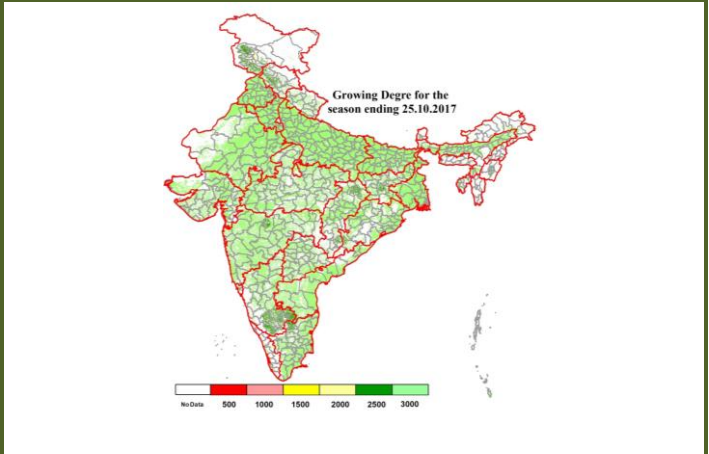 Growing Degre for the
season ending 25.10.2017
No Data 500 1000 1500 2000 2500 3000